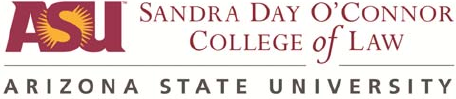 ASU SANDRA DAY O'CONNOR
COLLEGE of LAW
ARIZONA STATE UNIVERSITY